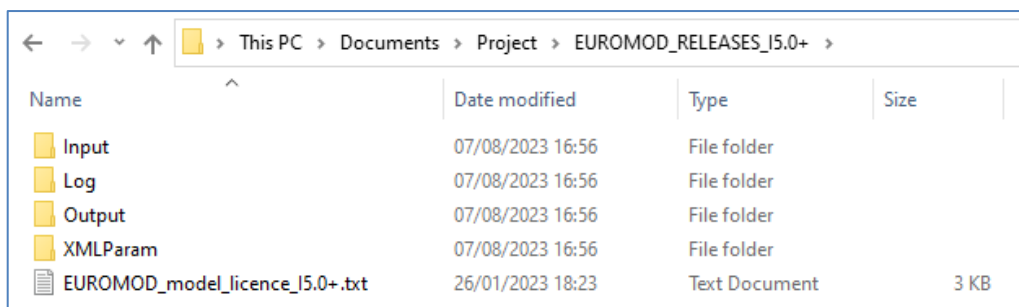 This PC > Documents > Project > EUROMOD_RELEASES_I5.0+ >
Name Date modified Type Size
Input 07/08/2023 16:56 File folder
Log 07/08/2023 16:56 File folder
Output 07/08/2023 16:56 File folder
XMLParam 07/08/2023 16:56 File folder
EUROMOD_model_licence_I5.0+.txt 26/01/2023 18:23 Text Document 3 KB